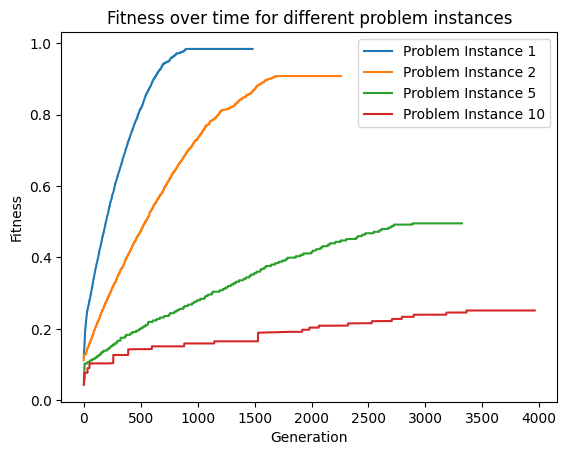 Fitness over time for different problem instances
Problem Instance 1
Problem Instance 2
Problem Instance 5
Problem Instance 10
Fitness
1.0
0.8
0.6
0.4
0.2
0.0
0 500 1000 1500 2000 2500 3000 3500 4000
Generation